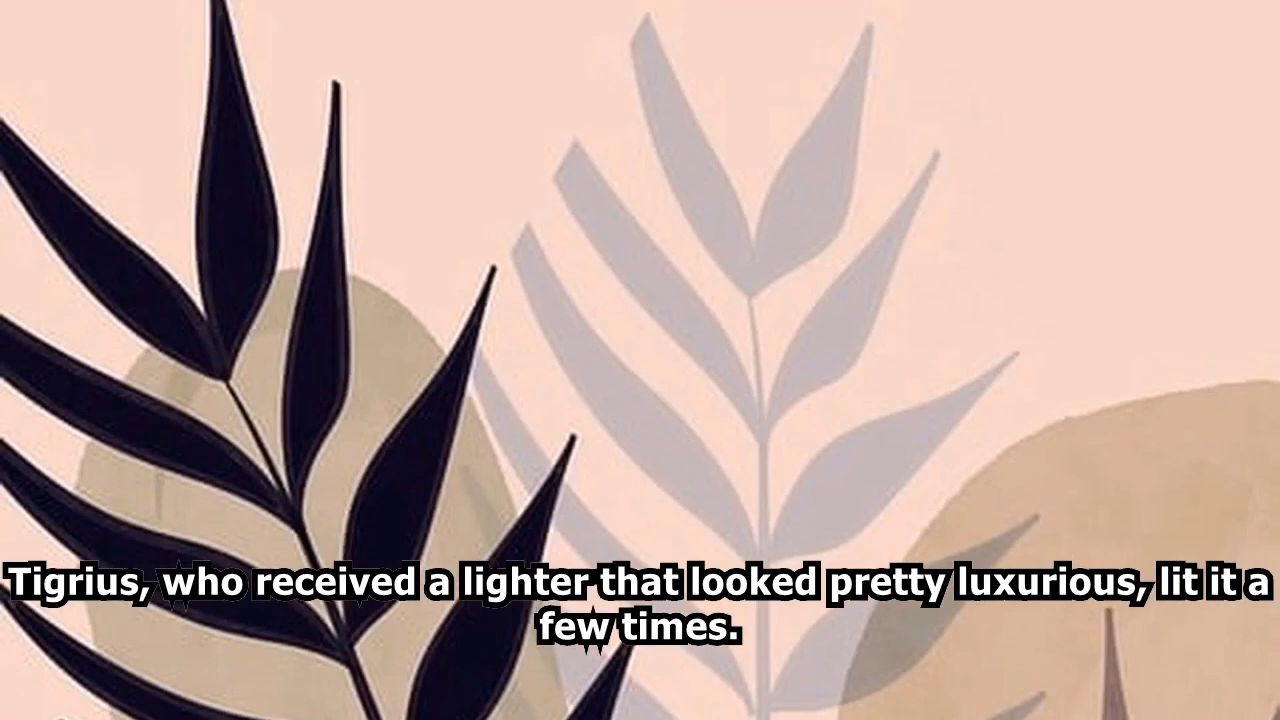 Tigrius, who received a lighter that looked pretty luxurious, lit it a
few times.